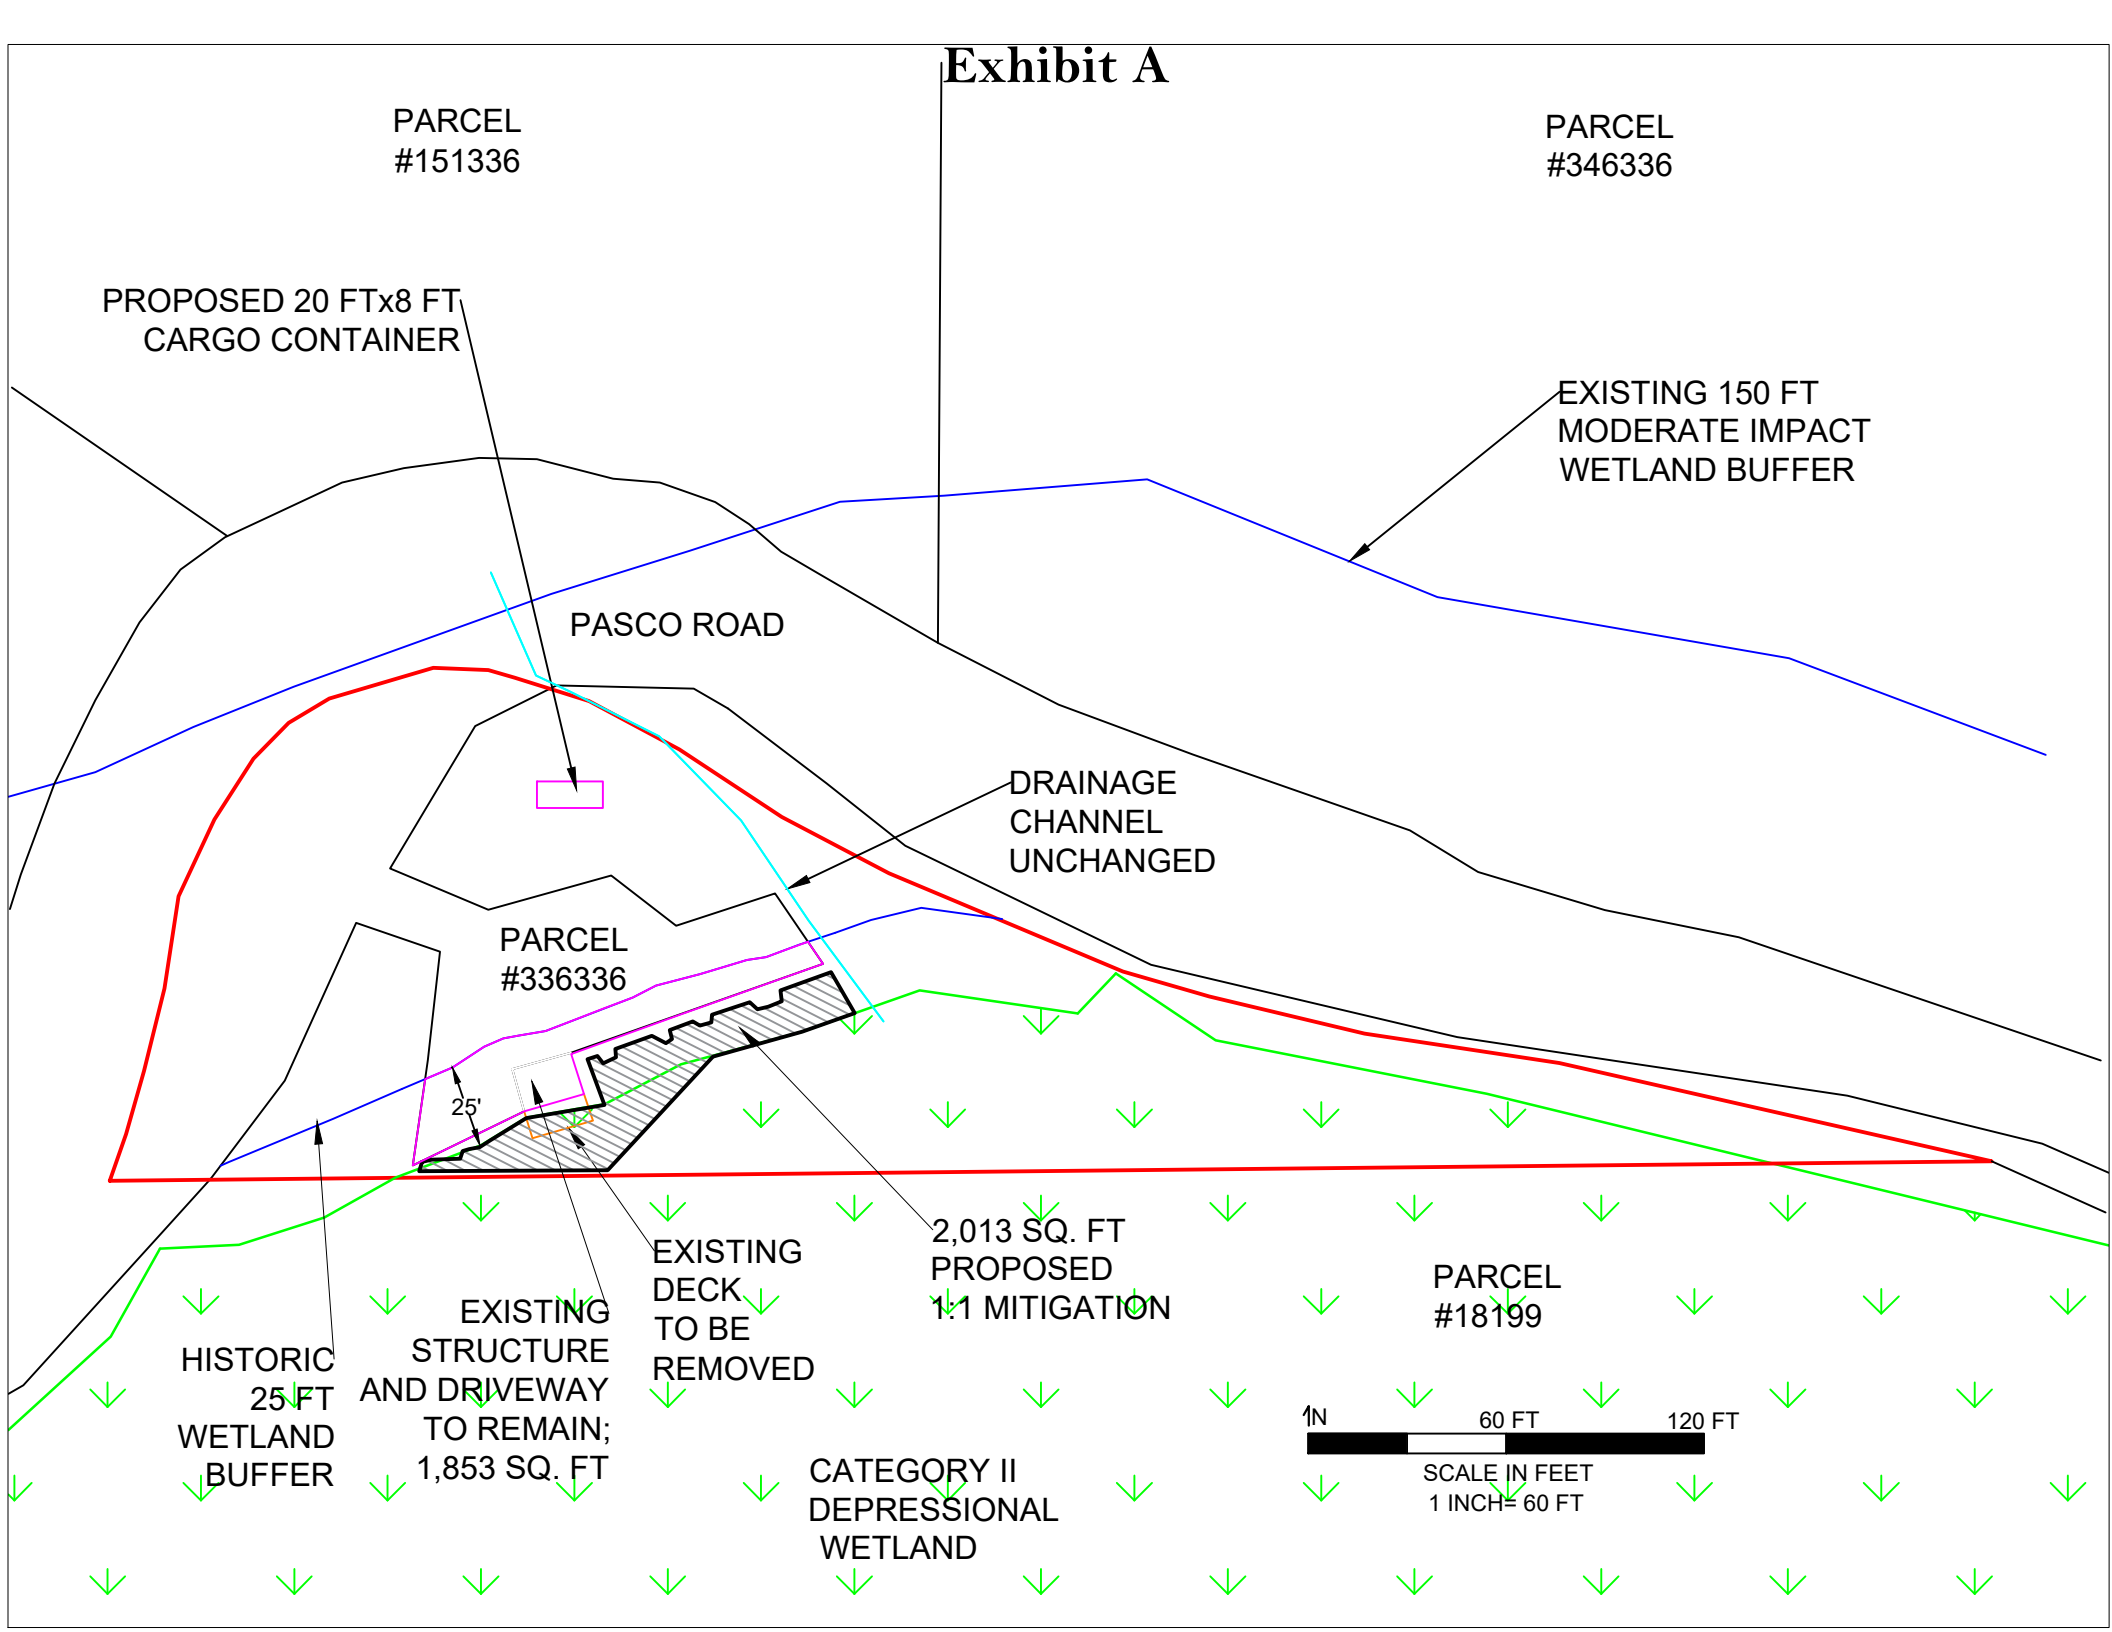 Exhibit A
PARCEL
#151336
PARCEL
#346336
PROPOSED 20 FTx8 FT
CARGO CONTAINER
EXISTING 150 FT
MODERATE IMPACT
WETLAND BUFFER
PASCO ROAD
DRAINAGE
CHANNEL
UNCHANGED
PARCEL
#336336
25'
2,013 SQ. FT
PROPOSED
1:1 MITIGATION
EXISTING
DECK
TO BE
REMOVED
EXISTING
STRUCTURE
AND DRIVEWAY
TO REMAIN;
1,853 SQ. FT
HISTORIC
25 FT
WETLAND
BUFFER
PARCEL
#18199
CATEGORY II
DEPRESSIONAL
WETLAND
N
60 FT
120 FT
SCALE IN FEET
1 INCH= 60 FT